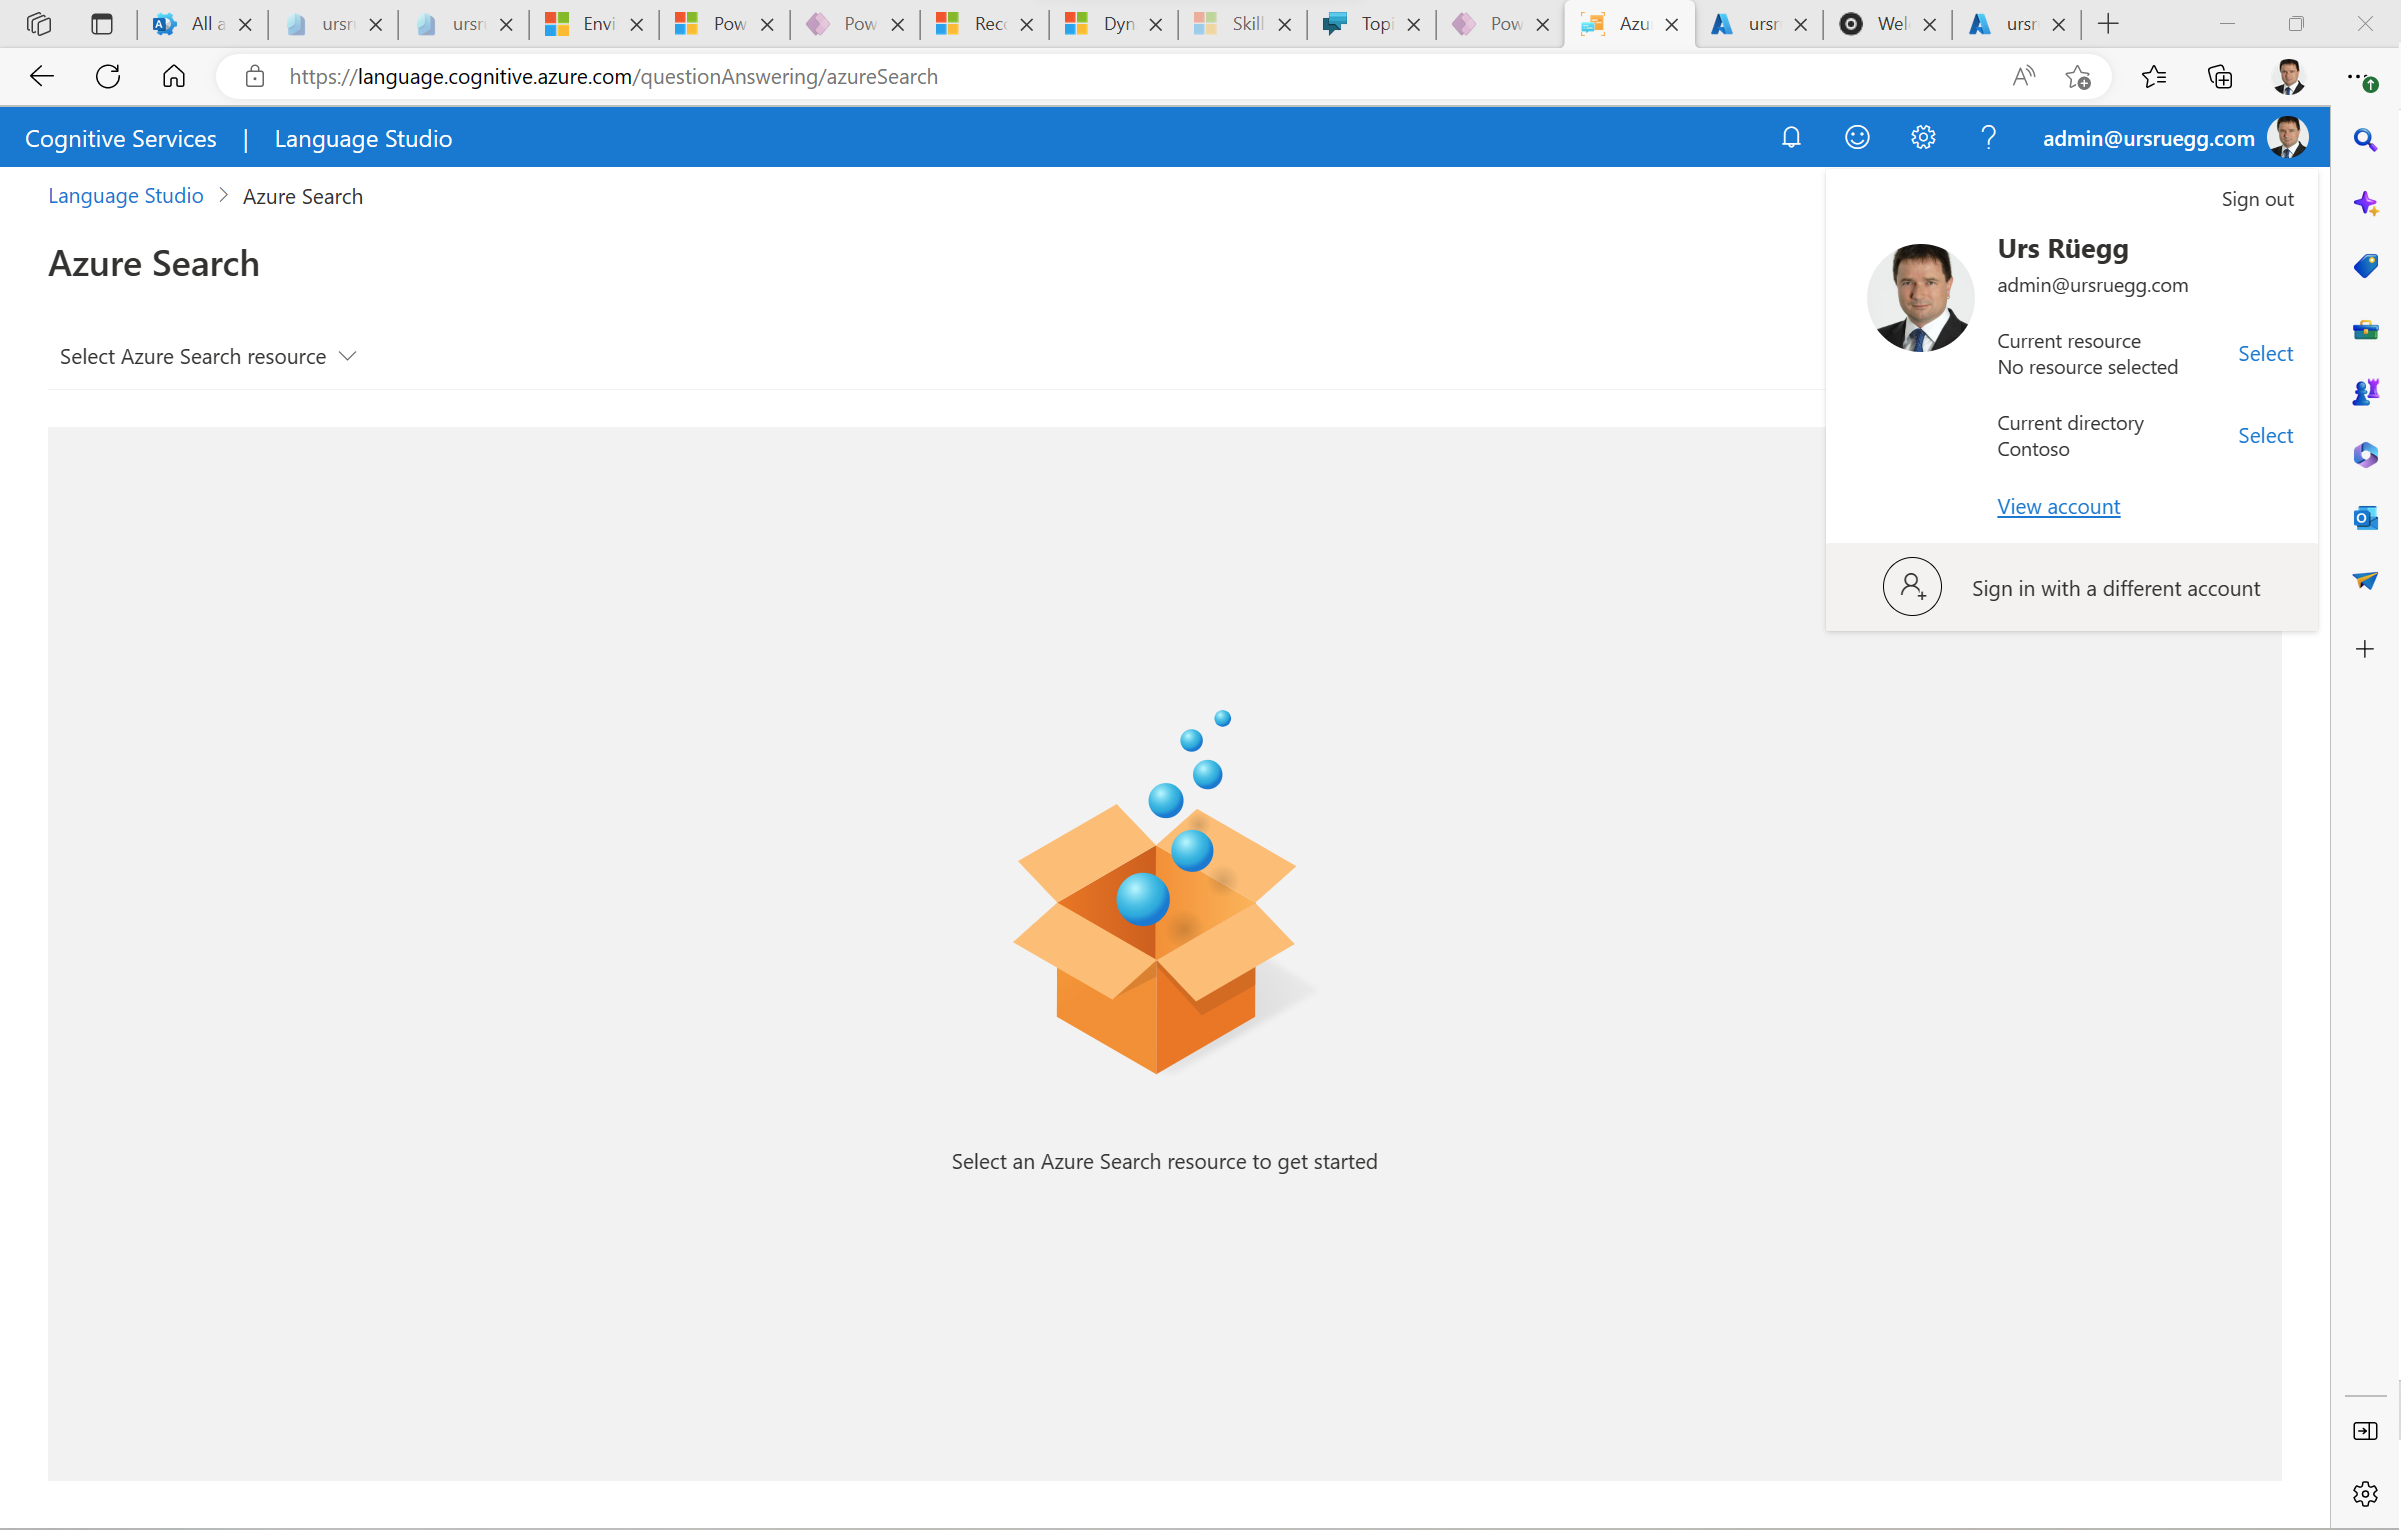 All a
ursr
ursr
Envi
Pow
Pow
Rec
Dyn
Skill
Topi
Pow
Azu
ursr
Wel
ursr
https://language.cognitive.azure.com/questionAnswering/azureSearch
Cognitive Services | Language Studio
admin@ursruegg.com
Language Studio > Azure Search
Sign out
Azure Search
Urs Rüegg
admin@ursruegg.com
Current resource
No resource selected
Select
Select Azure Search resource
Current directory
Contoso
Select
View account
Sign in with a different account
Select an Azure Search resource to get started